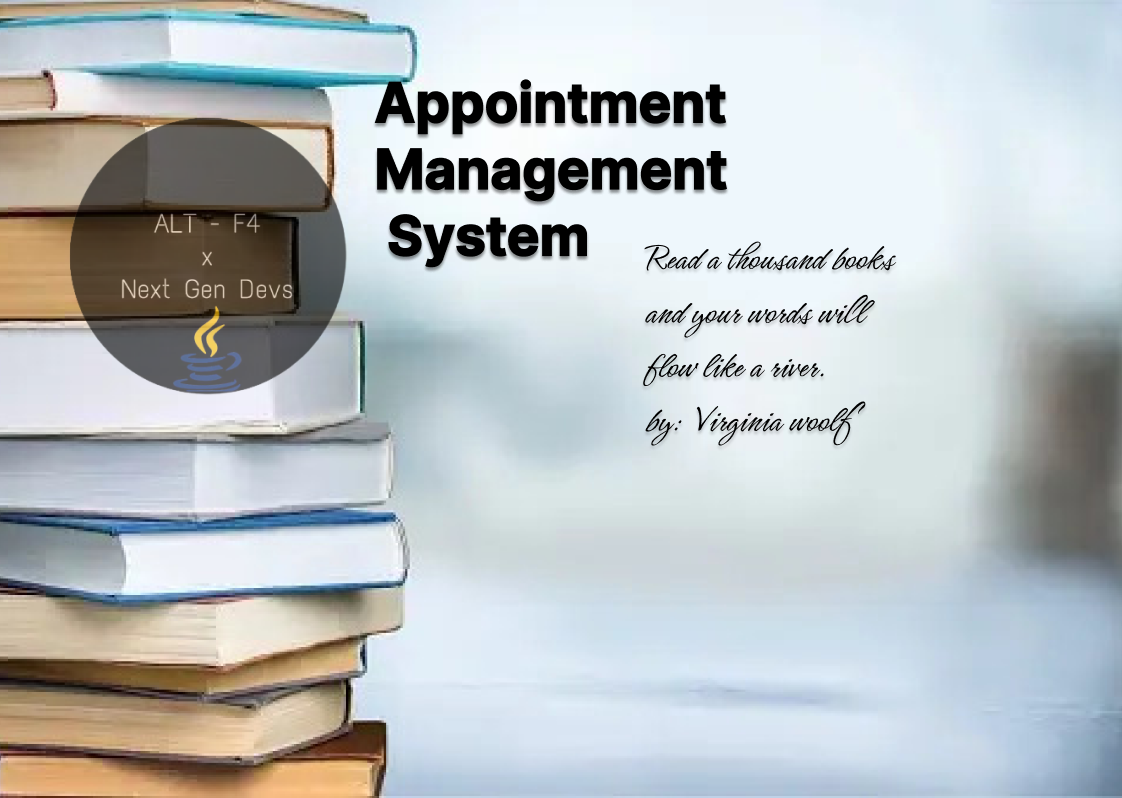 Appointment
Management
System
ALT - F4
x
Next Gen Devs
Read a thousand books
and your words will
flow like a river.
by: Virginia woolf